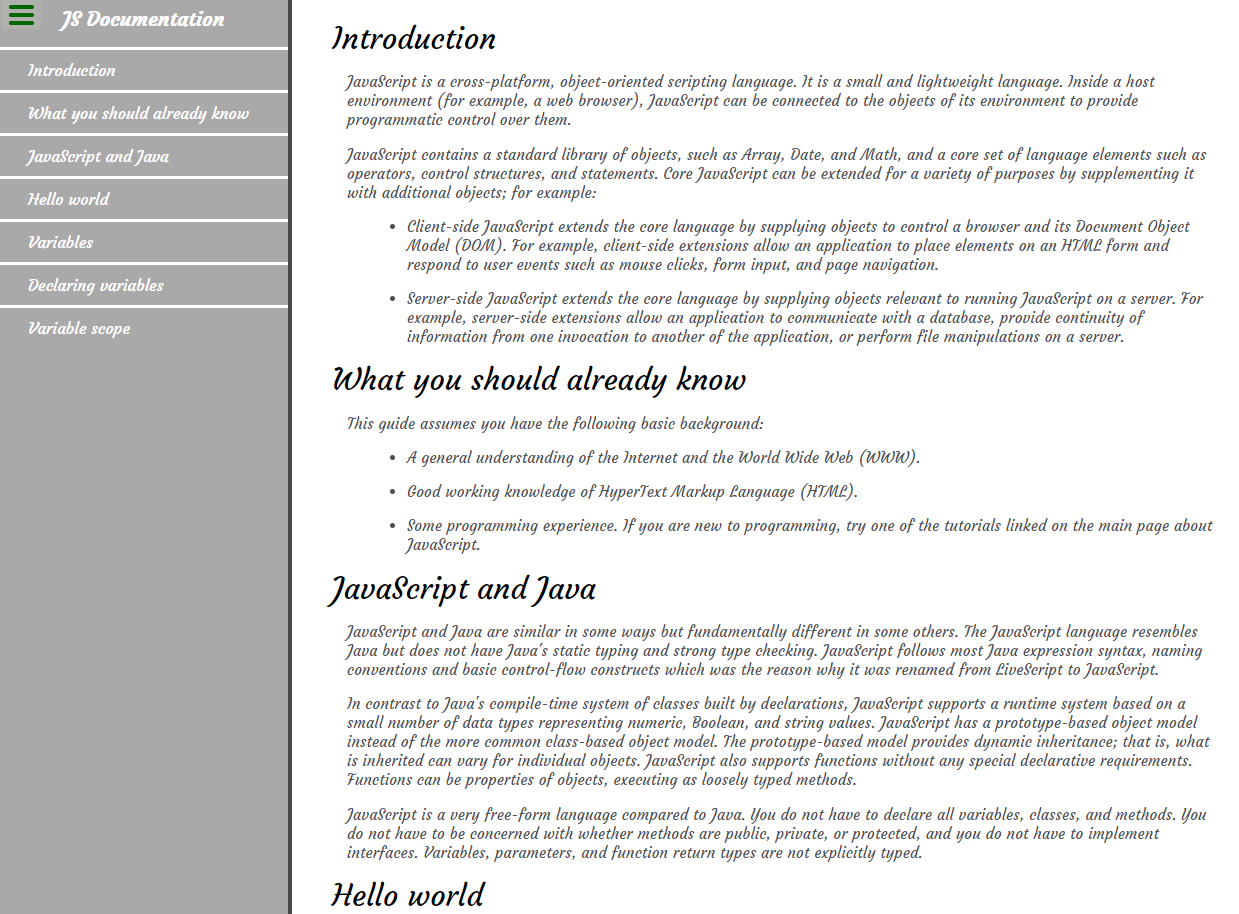 JS Documentation
Introduction
What you should already know
JavaScript and Java
Hello world
Variables
Declaring variables
Variable scope
Introduction
JavaScript is a cross-platform, object-oriented scripting language. It is a small and lightweight language. Inside a host
environment (for example, a web browser), JavaScript can be connected to the objects of its environment to provide
programmatic control over them.
JavaScript contains a standard library of objects, such as Array, Date, and Math, and a core set of language elements such as
operators, control structures, and statements. Core JavaScript can be extended for a variety of purposes by supplementing it
with additional objects; for example:
• Client-side JavaScript extends the core language by supplying objects to control a browser and its Document Object
Model (DOM). For example, client-side extensions allow an application to place elements on an HTML form and
respond to user events such as mouse clicks, form input, and page navigation.
• Server-side JavaScript extends the core language by supplying objects relevant to running JavaScript on a server. For
example, server-side extensions allow an application to communicate with a database, provide continuity of
information from one invocation to another of the application, or perform file manipulations on a server.
What you should already know
This guide assumes you have the following basic background:
• A general understanding of the Internet and the World Wide Web (WWW).
• Good working knowledge of HyperText Markup Language (HTML).
• Some programming experience. If you are new to programming, try one of the tutorials linked on the main page about
JavaScript.
JavaScript and Java
JavaScript and Java are similar in some ways but fundamentally different in some others. The JavaScript language resembles
Java but does not have Java's static typing and strong type checking. JavaScript follows most Java expression syntax, naming
conventions and basic control-flow constructs which was the reason why it was renamed from LiveScript to JavaScript.
In contrast to Java's compile-time system of classes built by declarations, JavaScript supports a runtime system based on a
small number of data types representing numeric, Boolean, and string values. JavaScript has a prototype-based object model
instead of the more common class-based object model. The prototype-based model provides dynamic inheritance; that is, what
is inherited can vary for individual objects. JavaScript also supports functions without any special declarative requirements.
Functions can be properties of objects, executing as loosely typed methods.
JavaScript is a very free-form language compared to Java. You do not have to declare all variables, classes, and methods. You
do not have to be concerned with whether methods are public, private, or protected, and you do not have to implement
interfaces. Variables, parameters, and function return types are not explicitly typed.
Hello world